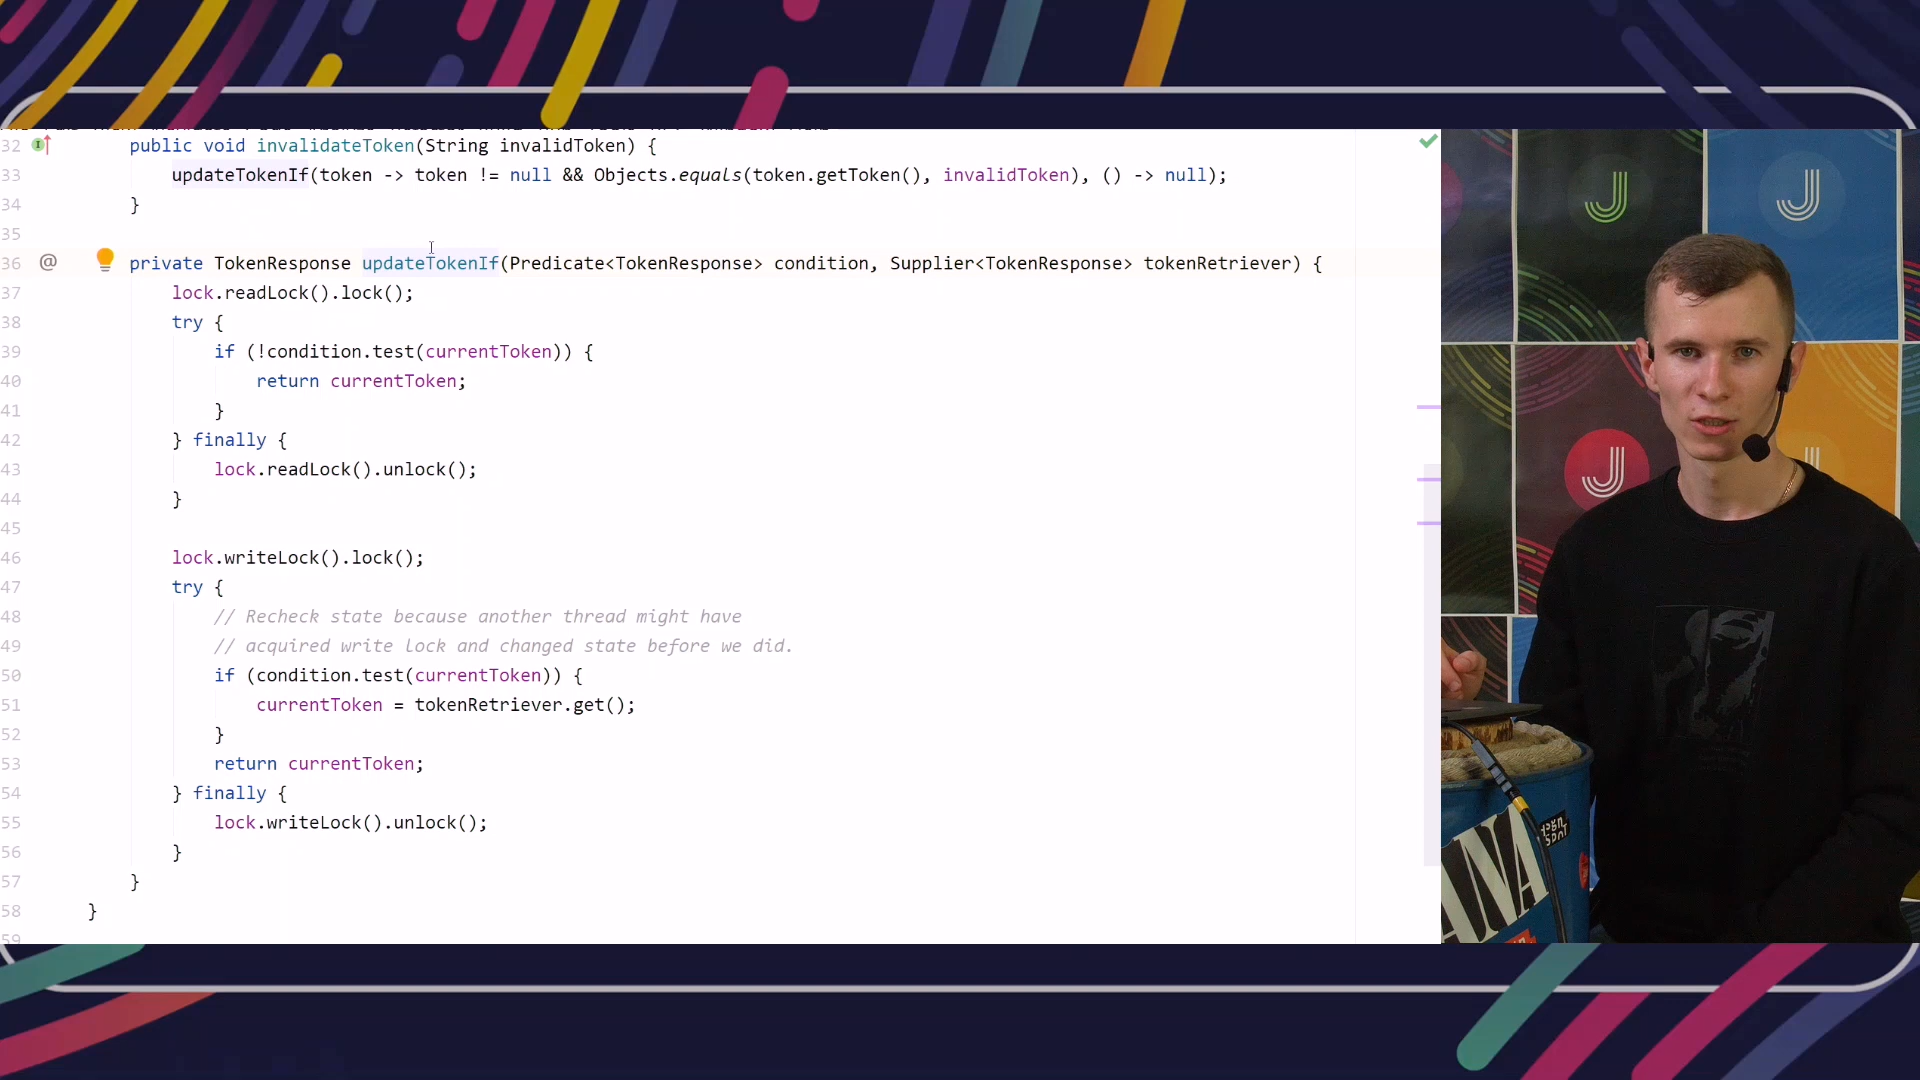 32 public void invalidateToken(String invalidToken) {
33 updateTokenIf(token -> token != null && Objects.equals(token.getToken(), invalidToken), () -> null);
34 }
35
36 @ private TokenResponse updateTokenIf(Predicate<TokenResponse> condition, Supplier<TokenResponse> tokenRetriever) {
37 lock.readLock().lock();
38 try {
39 if (!condition.test(currentToken)) {
40 return currentToken;
41 }
42 } finally {
43 lock.readLock().unlock();
44 }
45
46 lock.writeLock().lock();
47 try {
48 // Recheck state because another thread might have
49 // acquired write lock and changed state before we did.
50 if (condition.test(currentToken)) {
51 currentToken = tokenRetriever.get();
52 }
53 return currentToken;
54 } finally {
55 lock.writeLock().unlock();
56 }
57 }
58 }
59